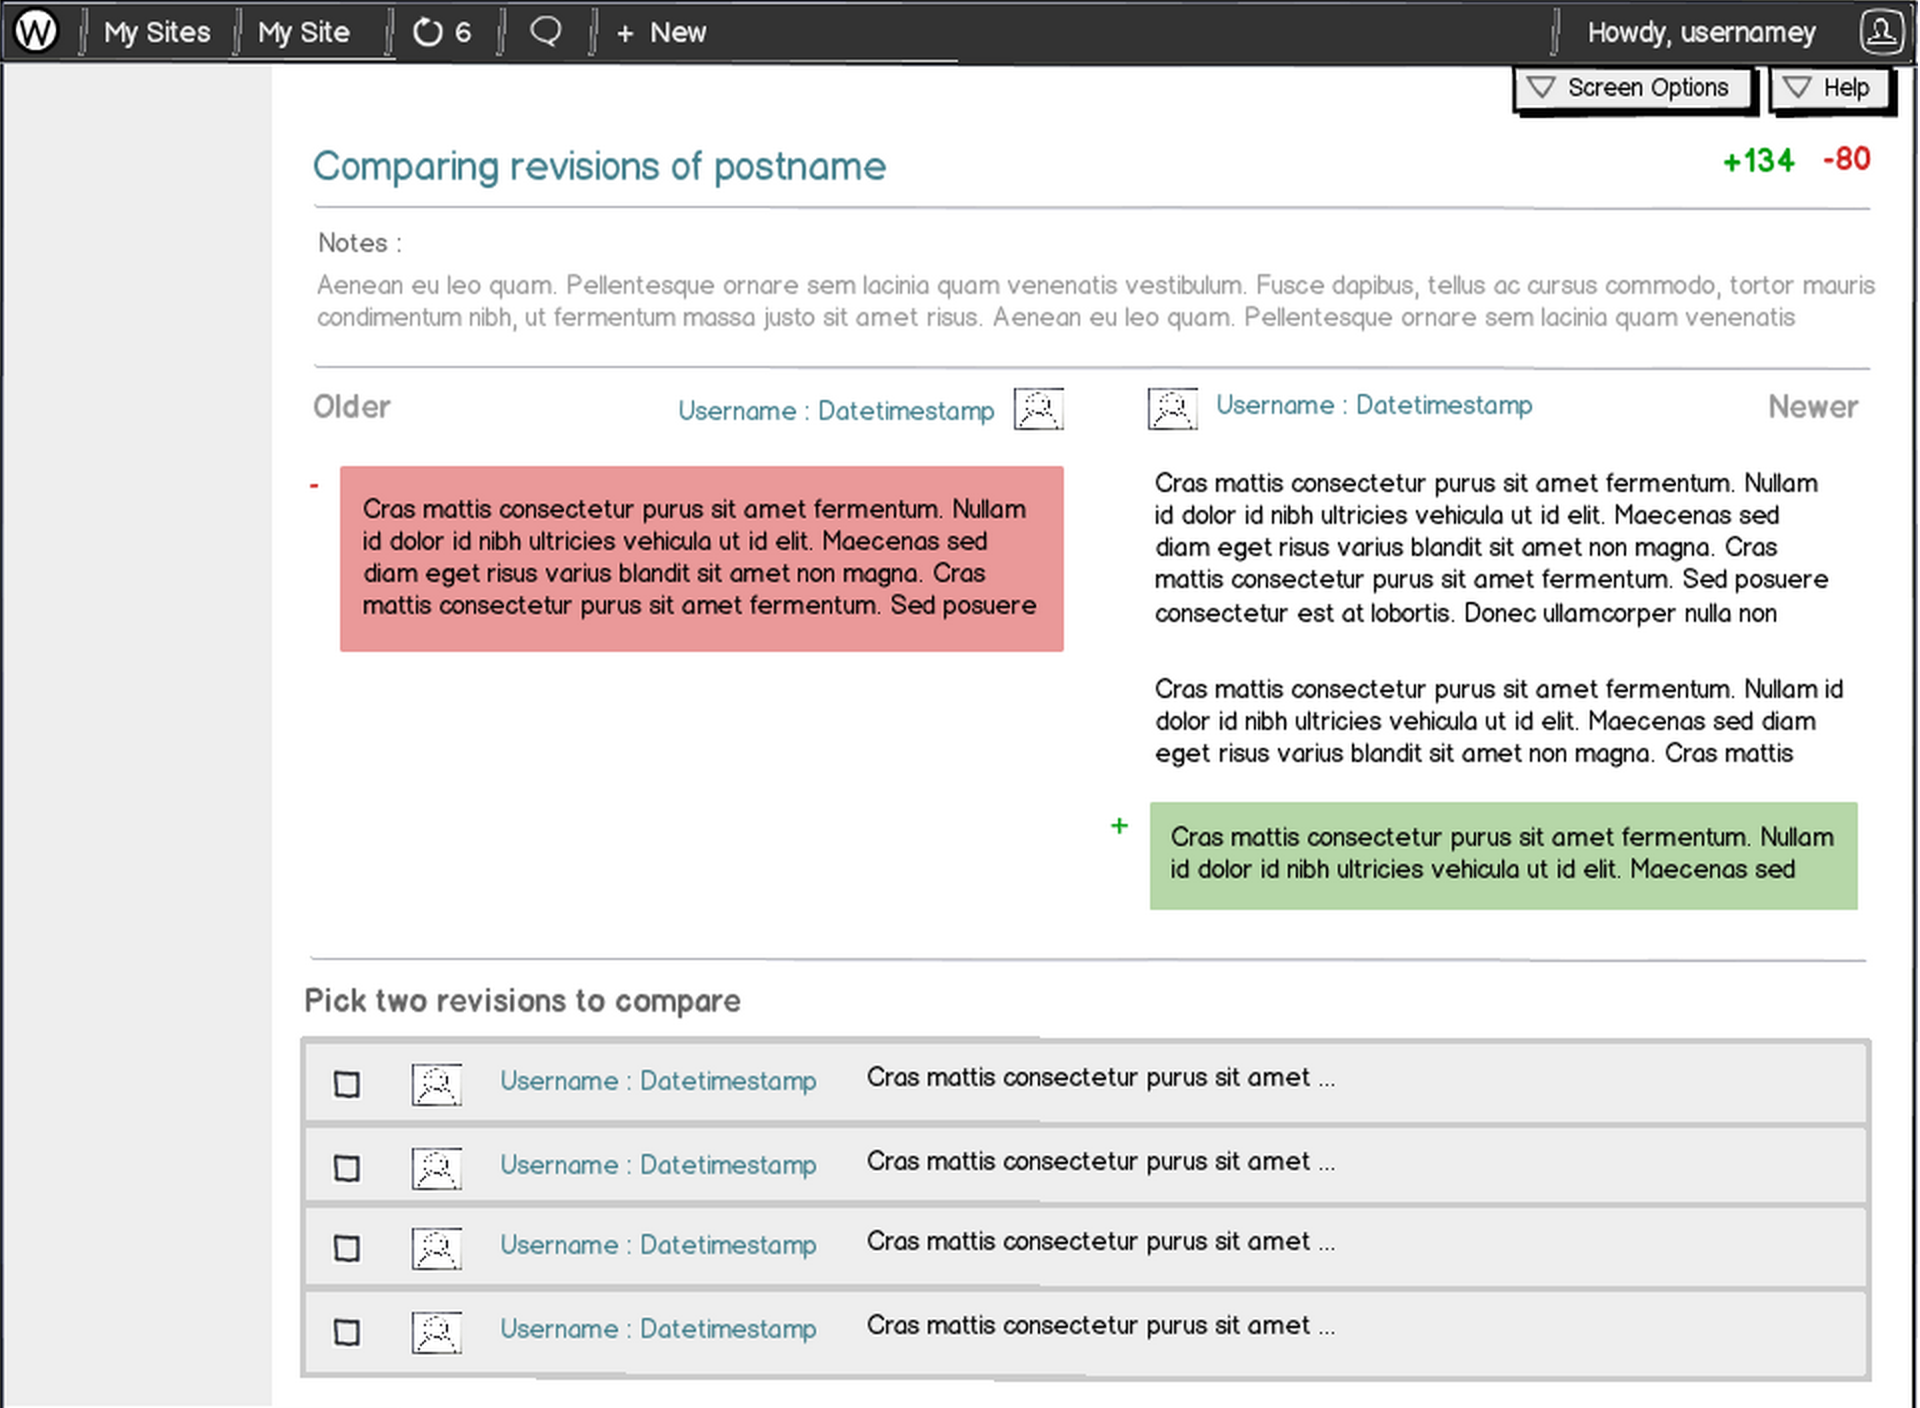 W My Sites My Site 6 + New Howdy, usernamey
Screen Options Help
Comparing revisions of postname +134 -80
Notes :
Aenean eu leo quam. Pellentesque ornare sem lacinia quam venenatis vestibulum. Fusce dapibus, tellus ac cursus commodo, tortor mauris
condimentum nibh, ut fermentum massa justo sit amet risus. Aenean eu leo quam. Pellentesque ornare sem lacinia quam venenatis
Older Username : Datetimestamp Username : Datetimestamp Newer
-
Cras mattis consectetur purus sit amet fermentum. Nullam
id dolor id nibh ultricies vehicula ut id elit. Maecenas sed
diam eget risus varius blandit sit amet non magna. Cras
mattis consectetur purus sit amet fermentum. Sed posuere
Cras mattis consectetur purus sit amet fermentum. Nullam
id dolor id nibh ultricies vehicula ut id elit. Maecenas sed
diam eget risus varius blandit sit amet non magna. Cras
mattis consectetur purus sit amet fermentum. Sed posuere
consectetur est at lobortis. Donec ullamcorper nulla non
Cras mattis consectetur purus sit amet fermentum. Nullam id
dolor id nibh ultricies vehicula ut id elit. Maecenas sed diam
eget risus varius blandit sit amet non magna. Cras mattis
+
Cras mattis consectetur purus sit amet fermentum. Nullam
id dolor id nibh ultricies vehicula ut id elit. Maecenas sed
Pick two revisions to compare
Username : Datetimestamp Cras mattis consectetur purus sit amet ...
Username : Datetimestamp Cras mattis consectetur purus sit amet ...
Username : Datetimestamp Cras mattis consectetur purus sit amet ...
Username : Datetimestamp Cras mattis consectetur purus sit amet ...